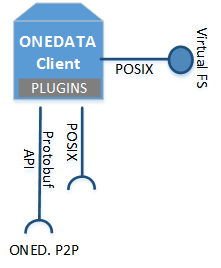 ONEDATA
Client
PLUGINS
POSIX
Virtual FS
Protobuf
API
POSIX
ONED. P2P